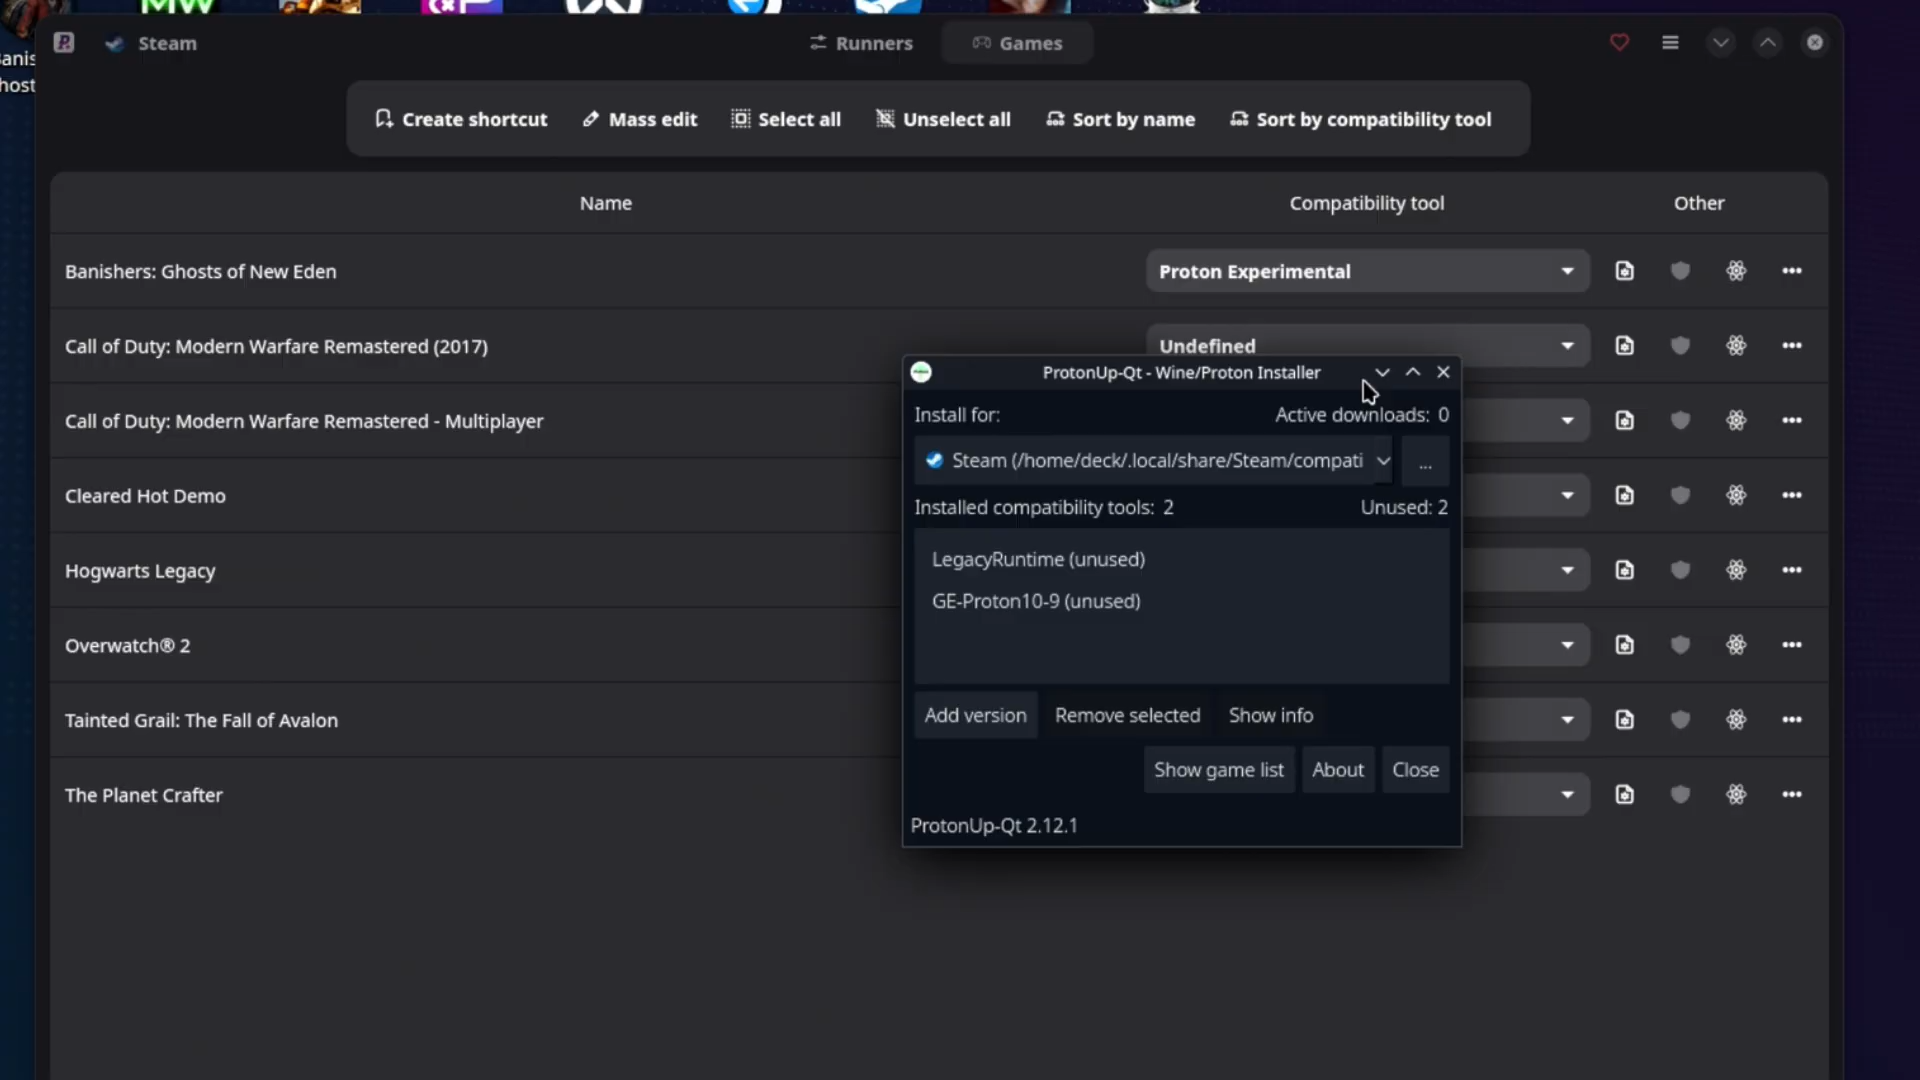 MW
anis
host
Steam
Runners
Games
Create shortcut
Mass edit
Select all
Unselect all
Sort by name
Sort by compatibility tool
Name
Compatibility tool
Other
Banishers: Ghosts of New Eden
Proton Experimental
Call of Duty: Modern Warfare Remastered (2017)
Undefined
Call of Duty: Modern Warfare Remastered - Multiplayer
Cleared Hot Demo
Hogwarts Legacy
Overwatch® 2
Tainted Grail: The Fall of Avalon
The Planet Crafter
ProtonUp-Qt - Wine/Proton Installer
Install for:
Active downloads: 0
Steam (/home/deck/.local/share/Steam/compati
...
Installed compatibility tools: 2
Unused: 2
LegacyRuntime (unused)
GE-Proton10-9 (unused)
Add version
Remove selected
Show info
Show game list
About
Close
ProtonUp-Qt 2.12.1